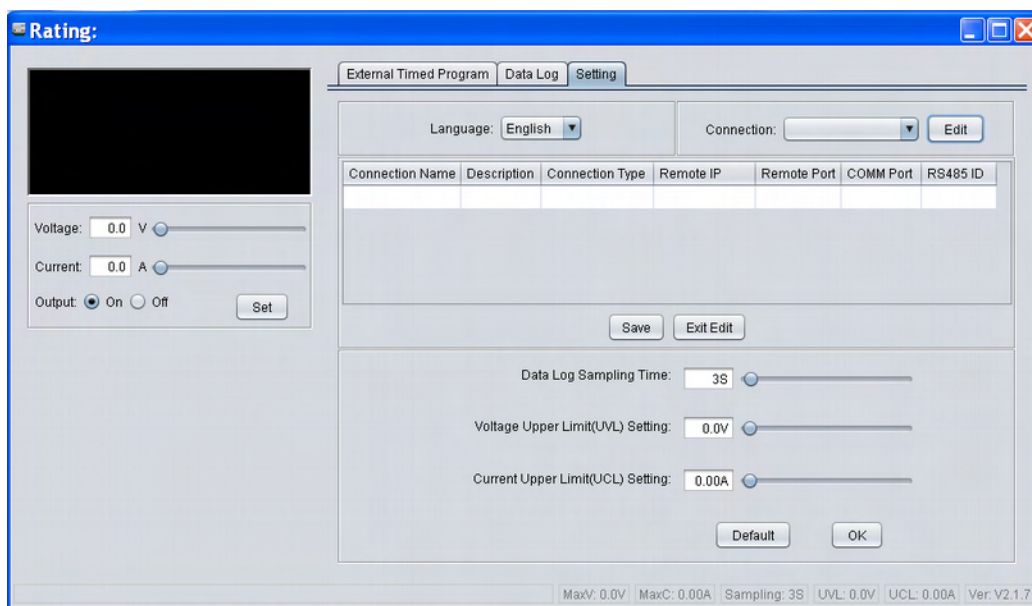 Rating:
External Timed Program Data Log Setting
Language: English Connection: Edit
Connection Name Description Connection Type Remote IP Remote Port COMM Port RS485 ID
Voltage: 0.0 V
Current: 0.0 A
Output: On Off Set
Save Exit Edit
Data Log Sampling Time: 3S
Voltage Upper Limit(UVL) Setting: 0.0V
Current Upper Limit(UCL) Setting: 0.00A
Default OK
MaxV: 0.0V MaxC: 0.00A Sampling: 3S UVL: 0.0V UCL: 0.00A Ver: V2.1.7